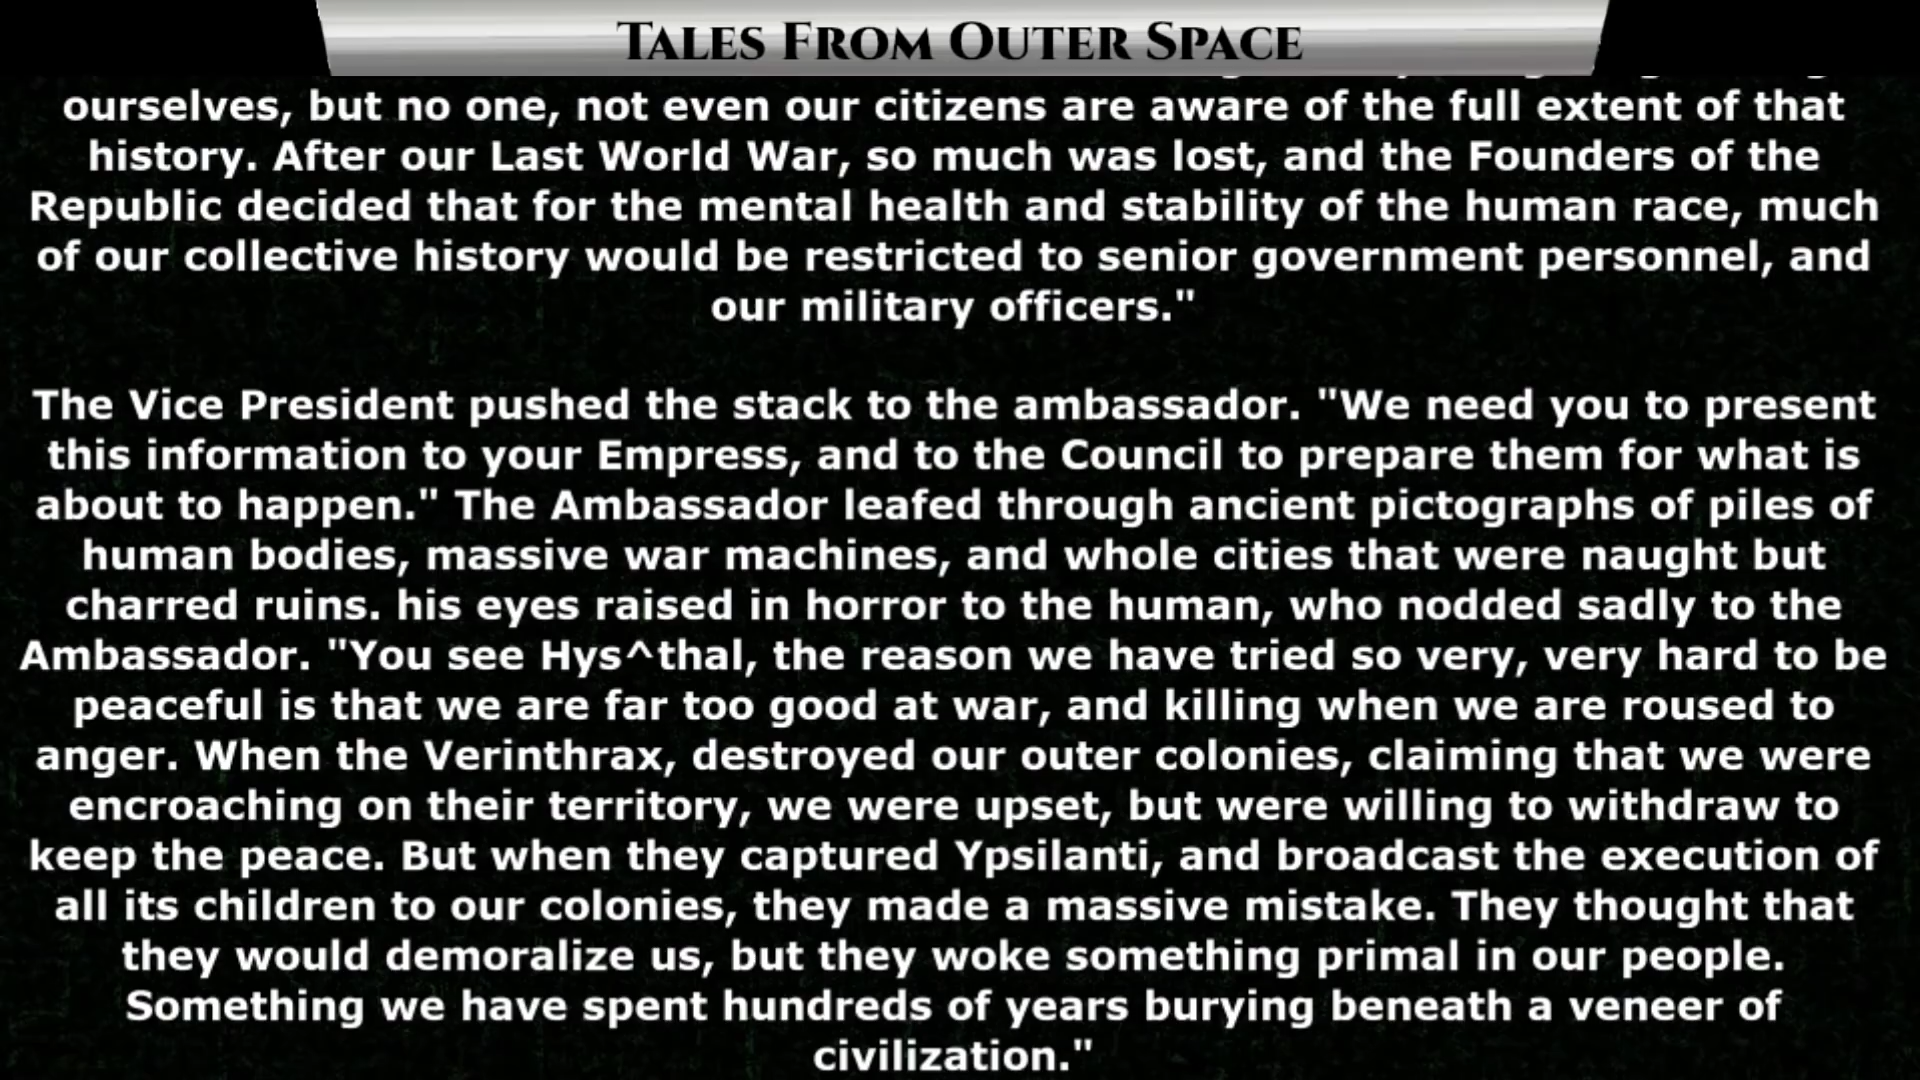 Tales From Outer Space
ourselves, but no one, not even our citizens are aware of the full extent of that
history. After our Last World War, so much was lost, and the Founders of the
Republic decided that for the mental health and stability of the human race, much
of our collective history would be restricted to senior government personnel, and
our military officers."
The Vice President pushed the stack to the ambassador. "We need you to present
this information to your Empress, and to the Council to prepare them for what is
about to happen." The Ambassador leafed through ancient pictographs of piles of
human bodies, massive war machines, and whole cities that were naught but
charred ruins. his eyes raised in horror to the human, who nodded sadly to the
Ambassador. "You see Hys^thal, the reason we have tried so very, very hard to be
peaceful is that we are far too good at war, and killing when we are roused to
anger. When the Verinthrax, destroyed our outer colonies, claiming that we were
encroaching on their territory, we were upset, but were willing to withdraw to
keep the peace. But when they captured Ypsilanti, and broadcast the execution of
all its children to our colonies, they made a massive mistake. They thought that
they would demoralize us, but they woke something primal in our people.
Something we have spent hundreds of years burying beneath a veneer of
civilization."